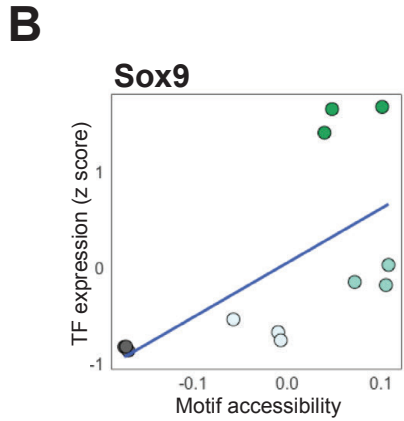 B
Sox9
TF expression (z score)
1
0
-1
-0.1 0.0 0.1
Motif accessibility